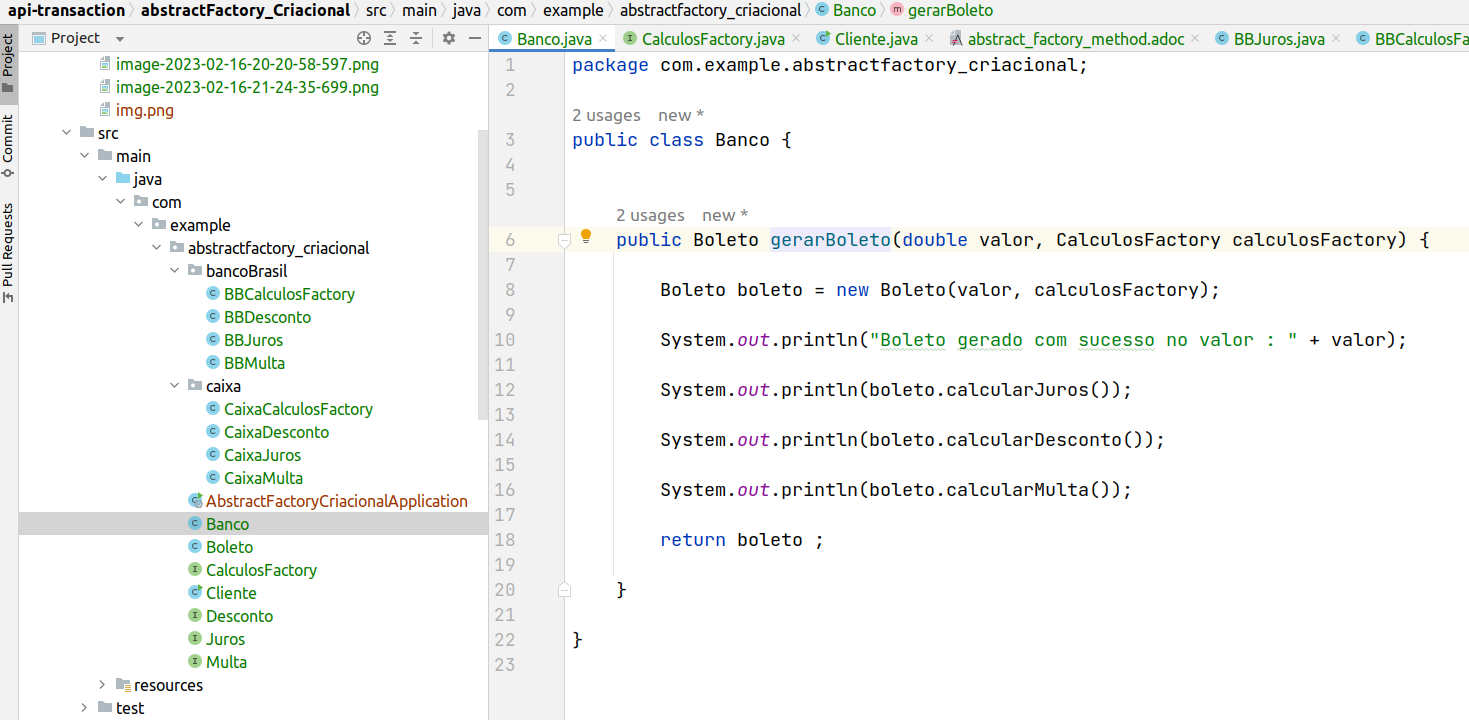 api-transaction abstractFactory_Criacional src main java com example abstractfactory_criacional Banco gerarBoleto
Project
Commit
Pull Requests
Project
image-2023-02-16-20-20-58-597.png
image-2023-02-16-21-24-35-699.png
img.png
src
main
java
com
example
abstractfactory_criacional
bancoBrasil
BBCalculosFactory
BBDesconto
BBJuros
BBMulta
caixa
CaixaCalculosFactory
CaixaDesconto
CaixaJuros
CaixaMulta
AbstractFactoryCriacionalApplication
Banco
Boleto
CalculosFactory
Cliente
Desconto
Juros
Multa
resources
test
Banco.java CalculosFactory.java Cliente.java abstract_factory_method.adoc BBJuros.java BBCalculosFa
1 package com.example.abstractfactory_criacional;
2
2 usages new *
3 public class Banco {
4
5
2 usages new *
6 public Boleto gerarBoleto(double valor, CalculosFactory calculosFactory) {
7
8 Boleto boleto = new Boleto(valor, calculosFactory);
9
10 System.out.println("Boleto gerado com sucesso no valor : " + valor);
11
12 System.out.println(boleto.calcularJuros());
13
14 System.out.println(boleto.calcularDesconto());
15
16 System.out.println(boleto.calcularMulta());
17
18 return boleto ;
19
20 }
21
22 }
23